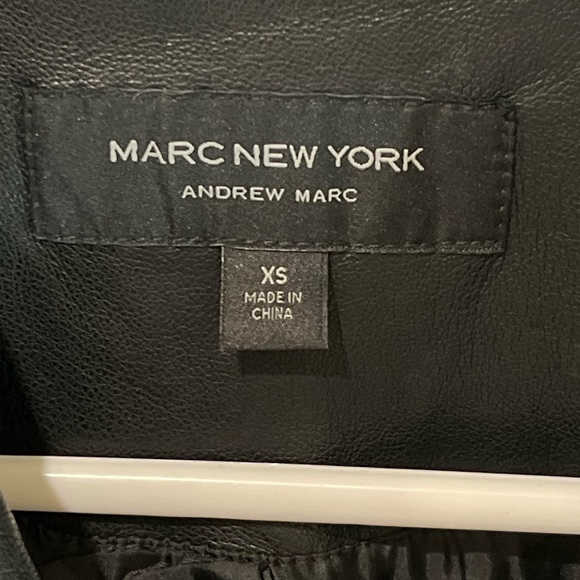 MARC NEW YORK
ANDREW MARC
XS
MADE IN
CHINA